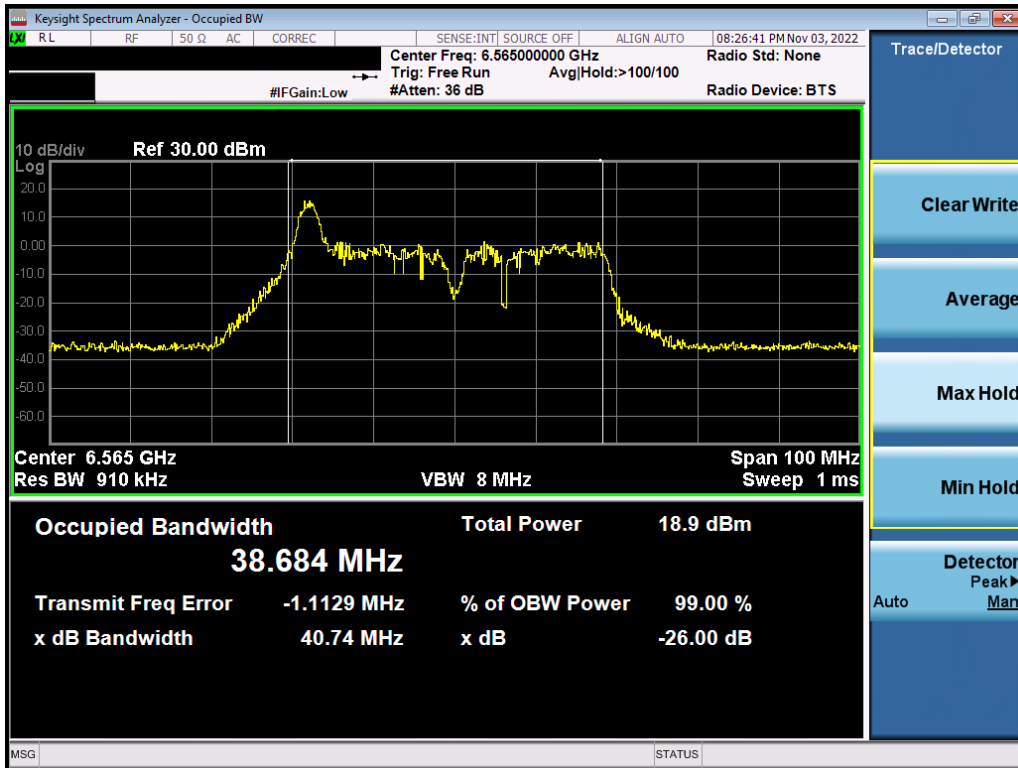 Keysight Spectrum Analyzer - Occupied BW
LXI RL RF 50 Ω AC CORREC SENSE:INT SOURCE OFF ALIGN AUTO 08:26:41 PM Nov 03, 2022
Center Freq: 6.565000000 GHz Radio Std: None
Trig: Free Run Avg|Hold:>100/100
#IFGain:Low #Atten: 36 dB Radio Device: BTS
Trace/Detector
10 dB/div Ref 30.00 dBm
Log
20.0
10.0
0.00
-10.0
-20.0
-30.0
-40.0
-50.0
-60.0
Center 6.565 GHz Span 100 MHz
Res BW 910 kHz VBW 8 MHz Sweep 1 ms
Occupied Bandwidth Total Power 18.9 dBm
38.684 MHz
Transmit Freq Error -1.1129 MHz % of OBW Power 99.00 %
x dB Bandwidth 40.74 MHz x dB -26.00 dB
Clear Write
Average
Max Hold
Min Hold
Detector
Peak
Auto Man
MSG STATUS